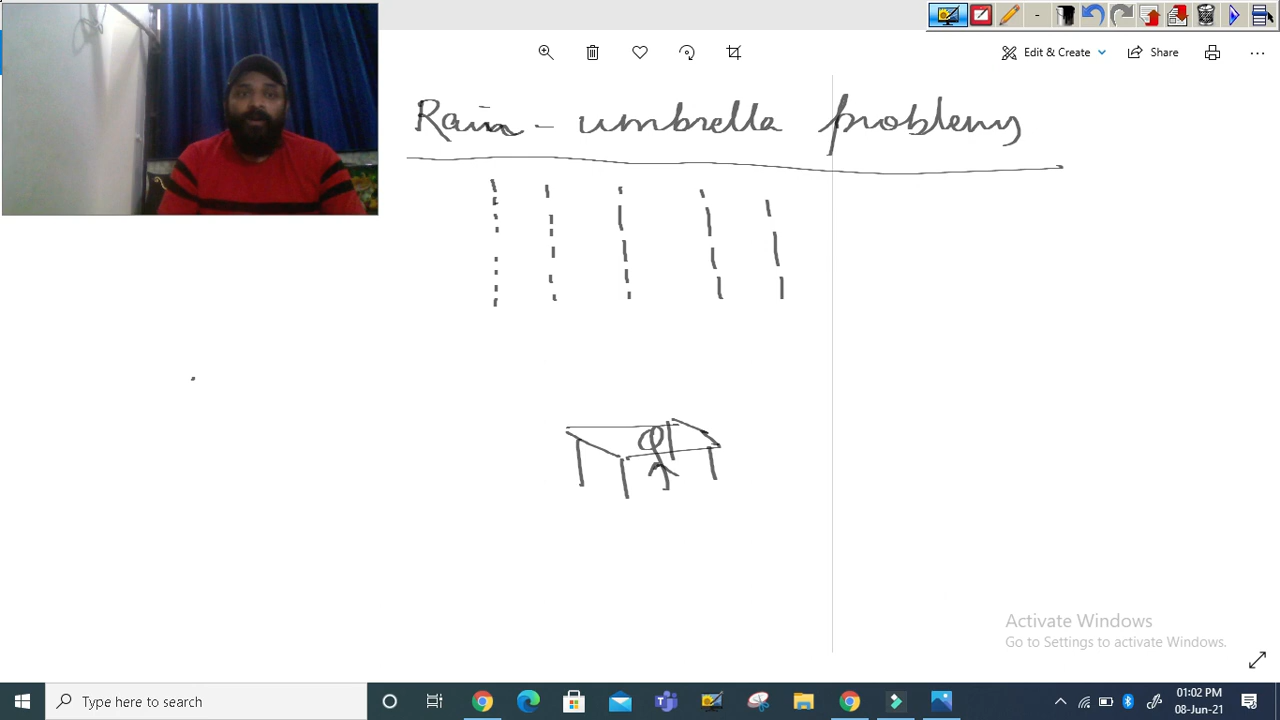 Edit & Create
Share
Rain - umbrella problems
Activate Windows
Go to Settings to activate Windows.
Type here to search
01:02 PM
08-Jun-21